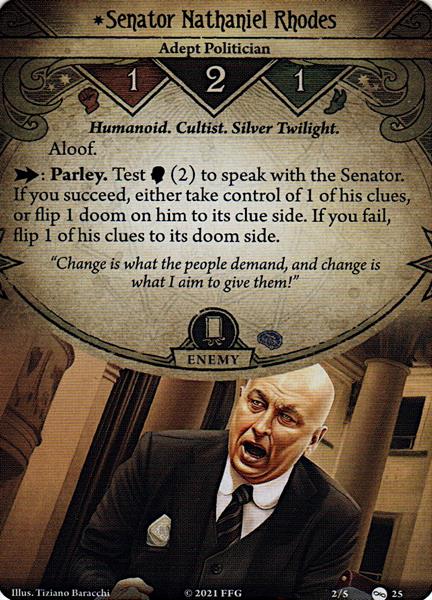 *Senator Nathaniel Rhodes
Adept Politician
1 2 1
Humanoid. Cultist. Silver Twilight.
Aloof.
: Parley. Test (2) to speak with the Senator.
If you succeed, either take control of 1 of his clues,
or flip 1 doom on him to its clue side. If you fail,
flip 1 of his clues to its doom side.
“Change is what the people demand, and change is
what I aim to give them!”
ENEMY
Illus. Tiziano Baracchi © 2021 FFG 2/5 25